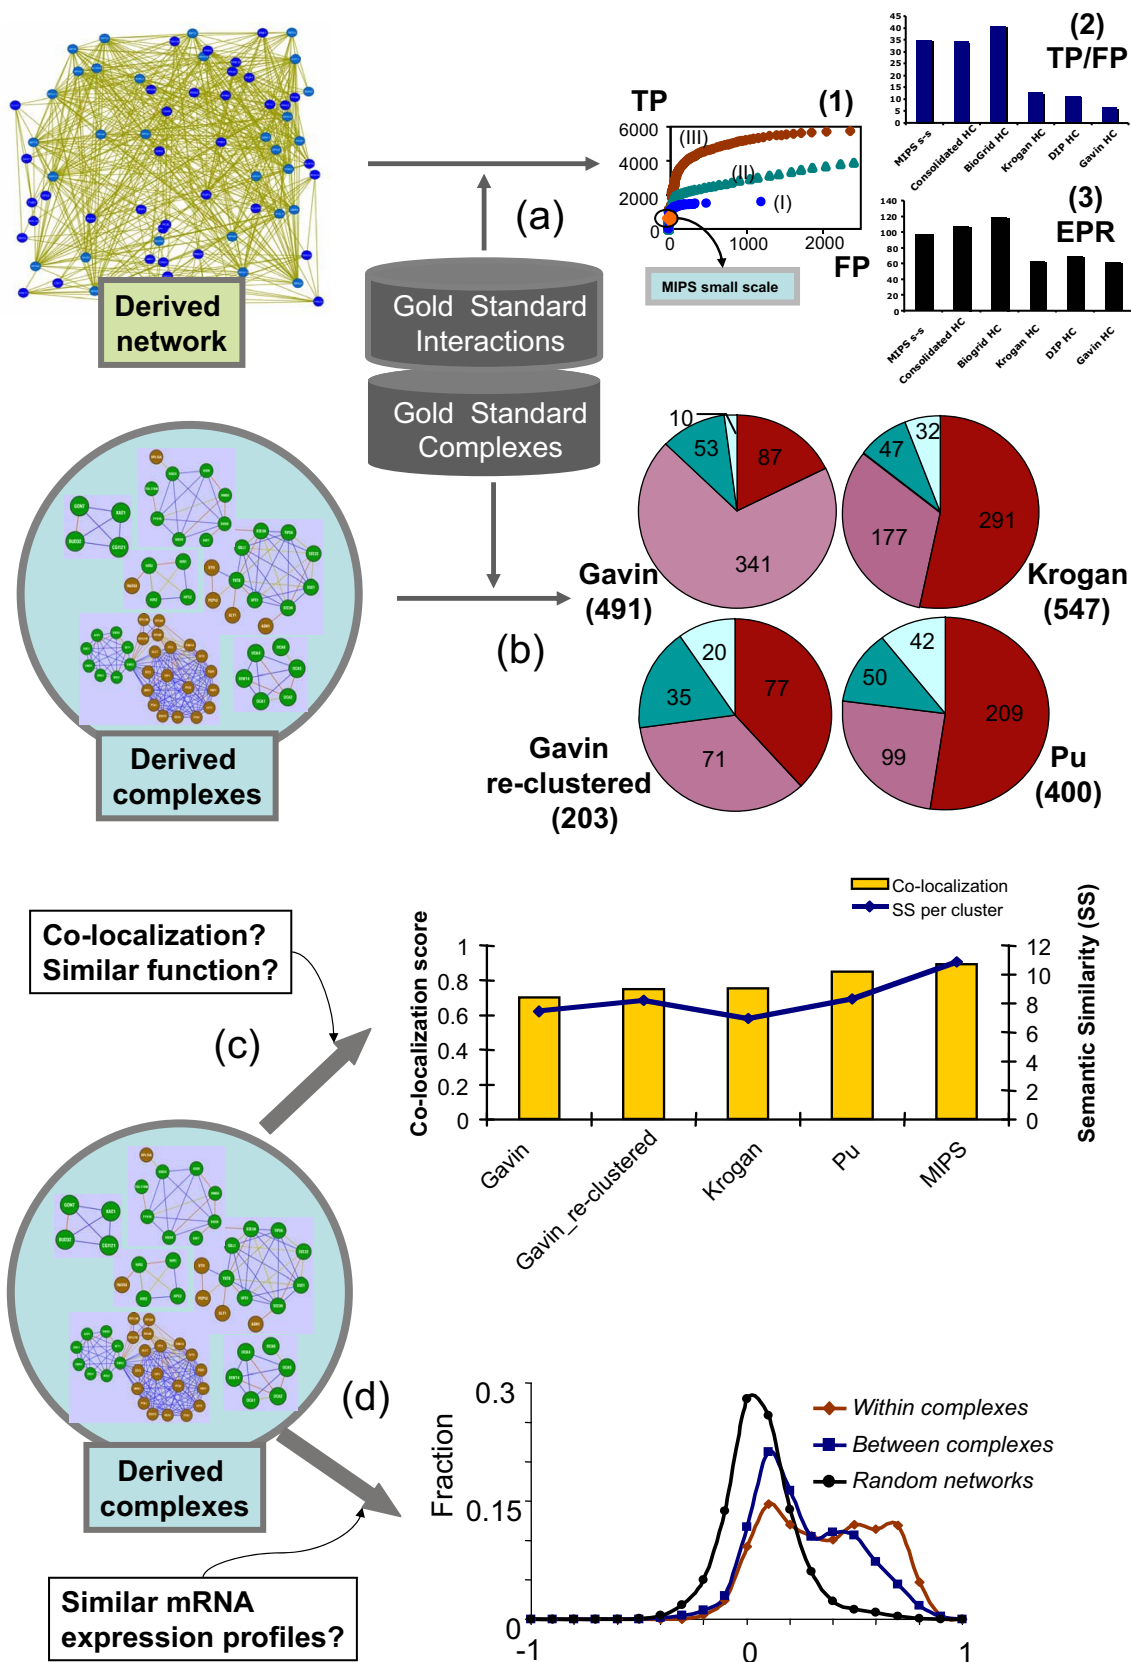 (2)
TP/FP
45
40
35
30
25
20
15
10
5
0
MIPS s-s
Consolidated HC
BioGrid HC
Krogan HC
DIP HC
Gavin HC
TP
(1)
6000
4000
2000
0
(III)
(II)
(I)
0
1000
2000
FP
MIPS small scale
(3)
EPR
140
120
100
80
60
40
20
0
MIPS s-s
Consolidated HC
Biogrid HC
Krogan HC
DIP HC
Gavin HC
(a)
Derived
network
Gold Standard
Interactions
Gold Standard
Complexes
10
53
87
341
Gavin
(491)
32
47
177
291
Krogan
(547)
(b)
20
35
77
71
Gavin
re-clustered
(203)
42
50
209
99
Pu
(400)
Derived
complexes
Co-localization?
Similar function?
(c)
Co-localization
SS per cluster
Co-localization score
1
0.8
0.6
0.4
0.2
0
12
10
8
6
4
2
0
Semantic Similarity (SS)
Gavin
Gavin_re-clustered
Krogan
Pu
MIPS
(d)
Derived
complexes
Similar mRNA
expression profiles?
Fraction
0.3
0.15
0
-1
0
1
Within complexes
Between complexes
Random networks